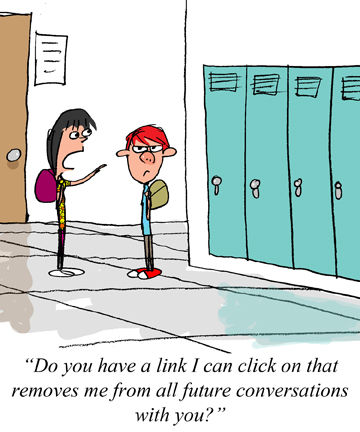 “Do you have a link I can click on that
removes me from all future conversations
with you?”